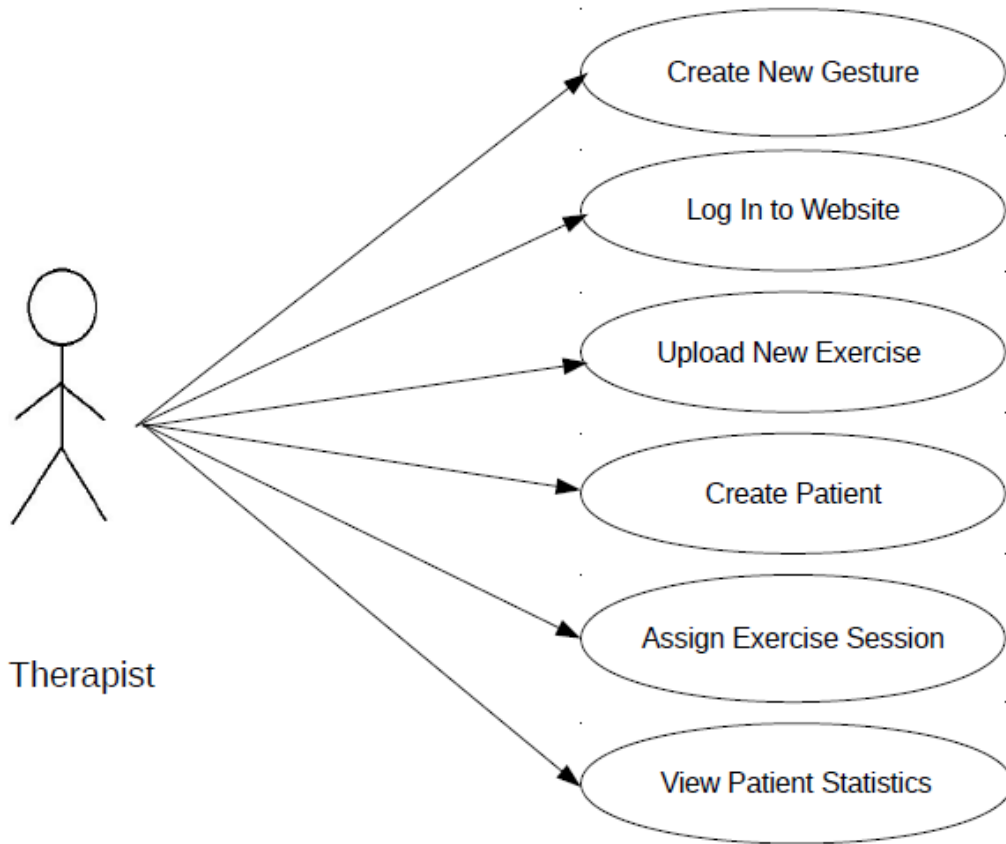 Create New Gesture
Log In to Website
Upload New Exercise
Create Patient
Assign Exercise Session
Therapist
View Patient Statistics